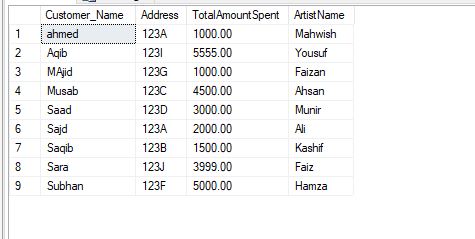 Customer_Name Address TotalAmountSpent ArtistName
1 ahmed 123A 1000.00 Mahwish
2 Aqib 123I 5555.00 Yousuf
3 MAjid 123G 1000.00 Faizan
4 Musab 123C 4500.00 Ahsan
5 Saad 123D 3000.00 Munir
6 Sajd 123A 2000.00 Ali
7 Saqib 123B 1500.00 Kashif
8 Sara 123J 3999.00 Faiz
9 Subhan 123F 5000.00 Hamza